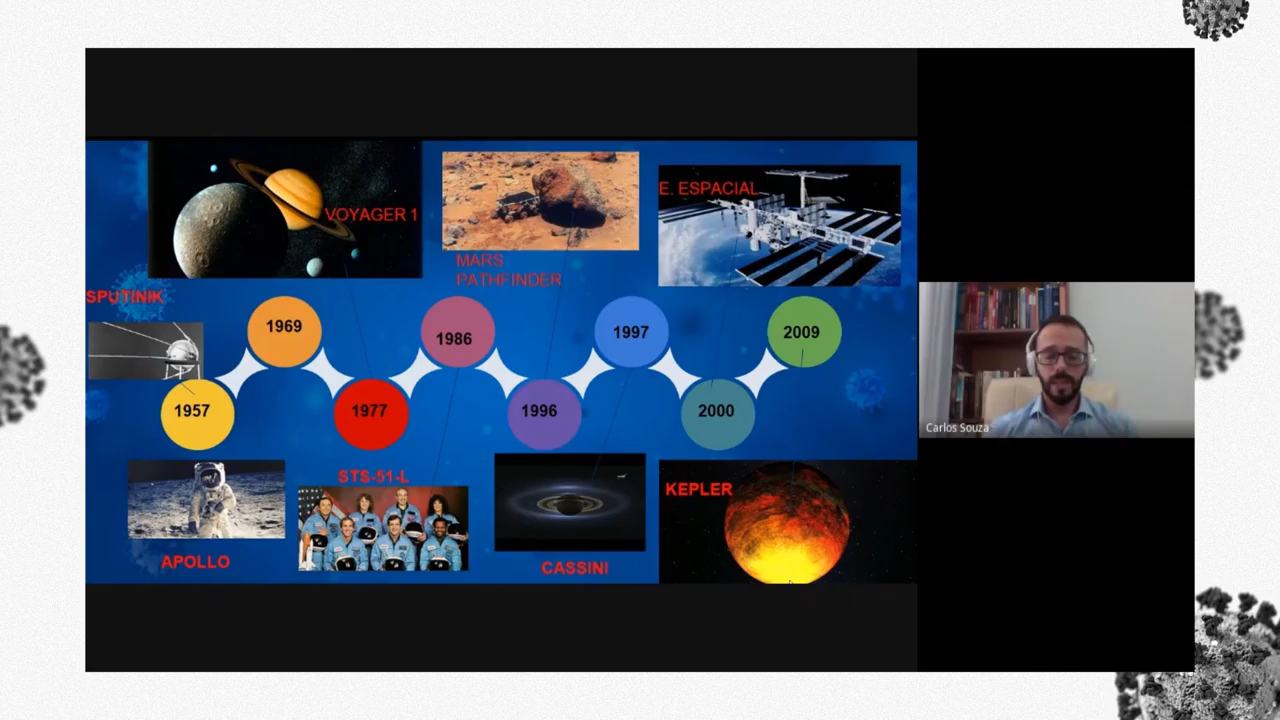 VOYAGER 1
MARS
PATHFINDER
E. ESPACIAL
SPUTINIK
1969
1986
1997
2009
1957
1977
1996
2000
APOLLO
STS-51-L
CASSINI
KEPLER
Carlos Souza